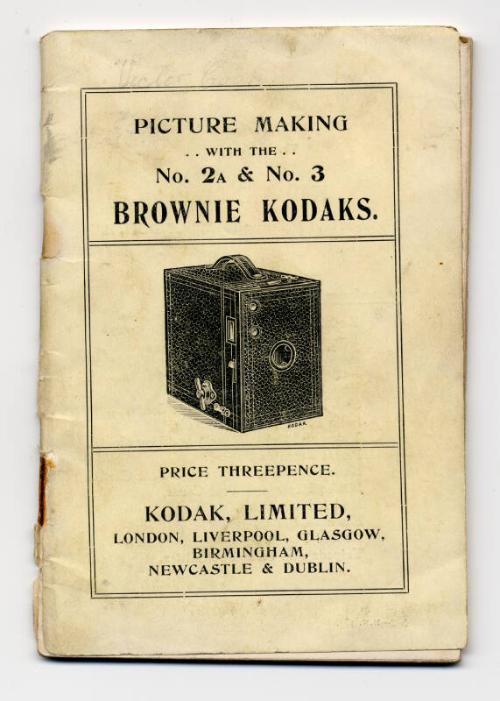 PICTURE MAKING
. . WITH THE . .
No. 2A & No. 3
BROWNIE KODAKS.
KODAK
PRICE THREEPENCE.
KODAK, LIMITED,
LONDON, LIVERPOOL, GLASGOW,
BIRMINGHAM,
NEWCASTLE & DUBLIN.